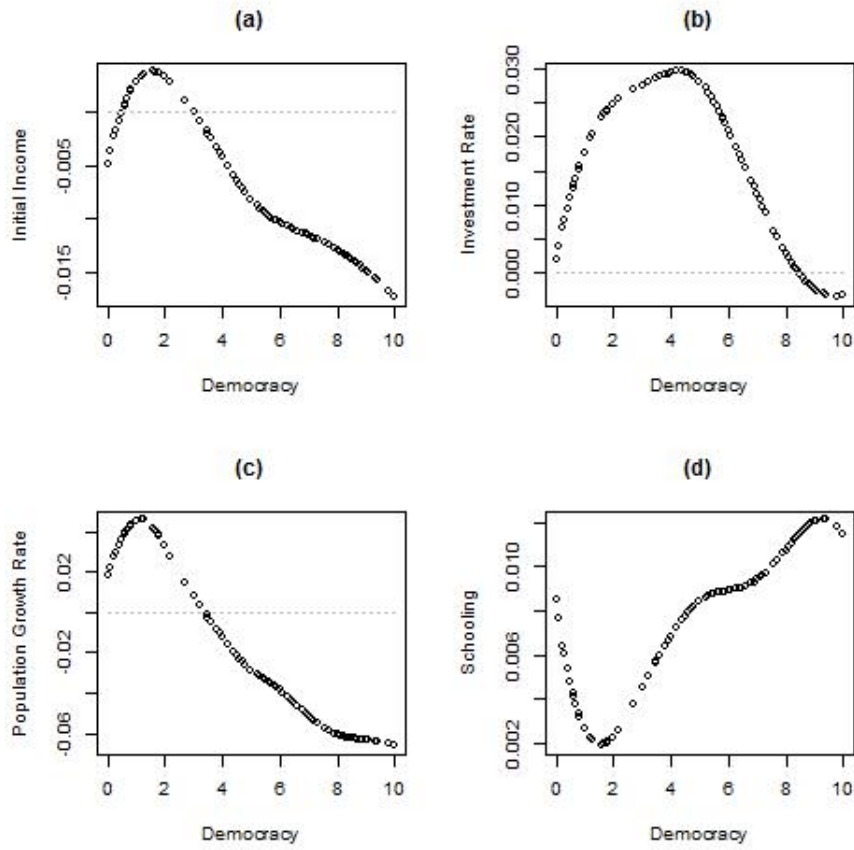 (a)
Initial Income
-0.005
-0.015
0 2 4 6 8 10
Democracy
(b)
Investment Rate
0.030
0.020
0.010
0.000
0 2 4 6 8 10
Democracy
(c)
Population Growth Rate
0.02
-0.02
-0.06
0 2 4 6 8 10
Democracy
(d)
Schooling
0.010
0.006
0.002
0 2 4 6 8 10
Democracy